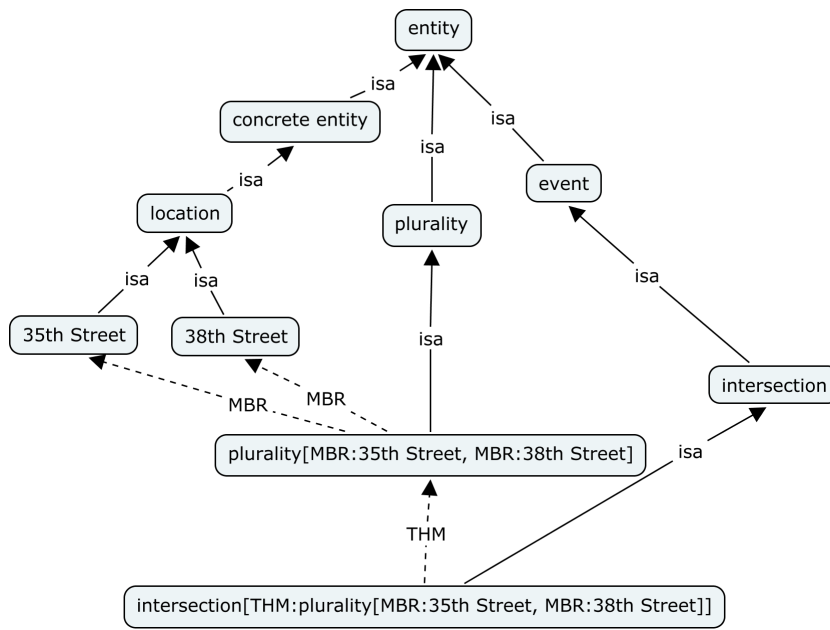 entity
isa
concrete entity
isa
isa
event
isa
location
plurality
isa
isa
isa
35th Street
38th Street
isa
intersection
MBR
MBR
plurality[MBR:35th Street, MBR:38th Street]
isa
THM
intersection[THM:plurality[MBR:35th Street, MBR:38th Street]]